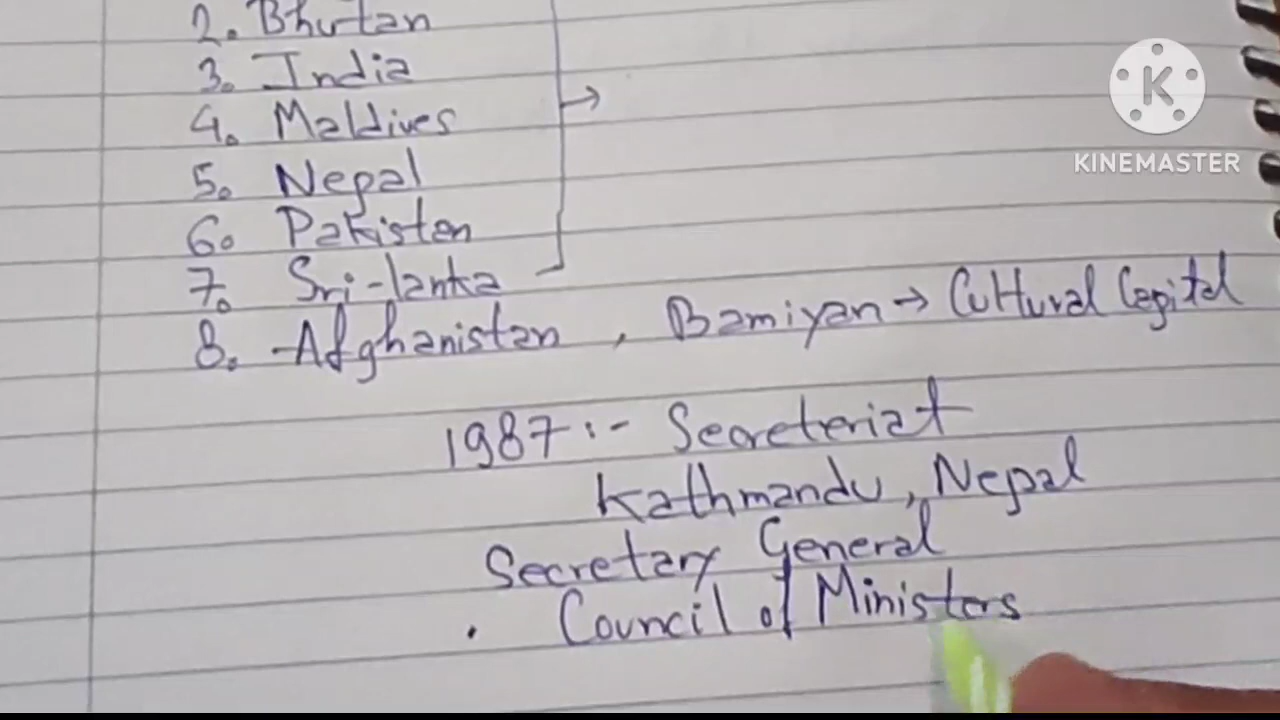 2. Bhutan
3. India
4. Maldives
5. Nepal
6. Pakistan
7. Sri-lanka
8. Afghanistan, Bamiyan → Cultural Capital
1987:- Secreteriat
Kathmandu, Nepal
Secretary General
. Council of Ministers
K
KINEMASTER